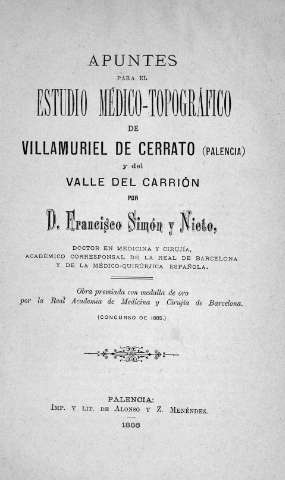 APUNTES
PARA EL
ESTUDIO MÉDICO-TOPOGRÁFICO
DE
VILLAMURIEL DE CERRATO (PALENCIA)
y del
VALLE DEL CARRIÓN
POR
D. Francisco Simón y Nieto,
DOCTOR EN MEDICINA Y CIRUJÍA,
ACADÉMICO CORRESPONSAL DE LA REAL DE BARCELONA
Y DE LA MÉDICO-QUIRÚRJICA ESPAÑOLA.
Obra premiada con medalla de oro
por la Real Academia de Medicina y Cirujía de Barcelona.
(CONCURSO DE 1885.)
PALENCIA:
IMP. Y LIT. DE ALONSO Y Z. MENÉNDEZ.
1886